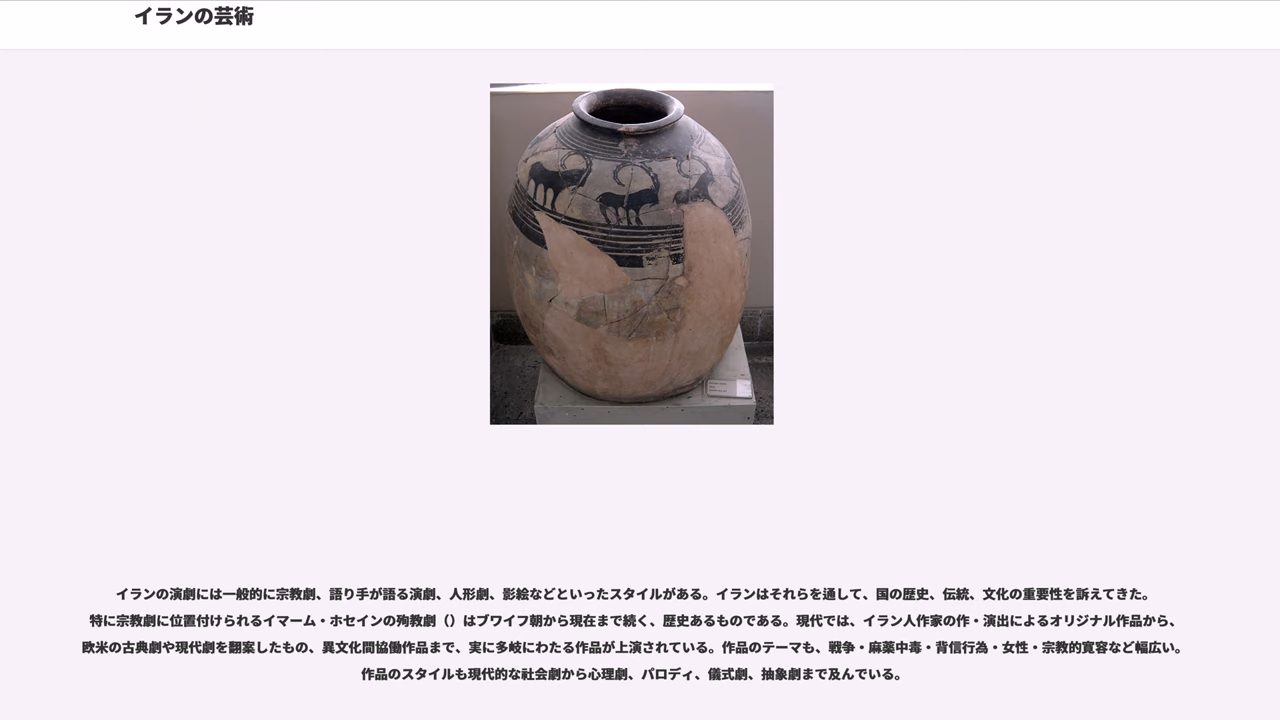 イランの芸術
イランの演劇には一般的に宗教劇、語り手が語る演劇、人形劇、影絵などといったスタイルがある。イランはそれらを通して、国の歴史、伝統、文化の重要性を訴えてきた。
特に宗教劇に位置付けられるイマーム・ホセインの殉教劇（）はブワイフ朝から現在まで続く、歴史あるものである。現代では、イラン人作家の作・演出によるオリジナル作品から、
欧米の古典劇や現代劇を翻案したもの、異文化間協働作品まで、実に多岐にわたる作品が上演されている。作品のテーマも、戦争・麻薬中毒・背信行為・女性・宗教的寛容など幅広い。
作品のスタイルも現代的な社会劇から心理劇、パロディ、儀式劇、抽象劇まで及んでいる。